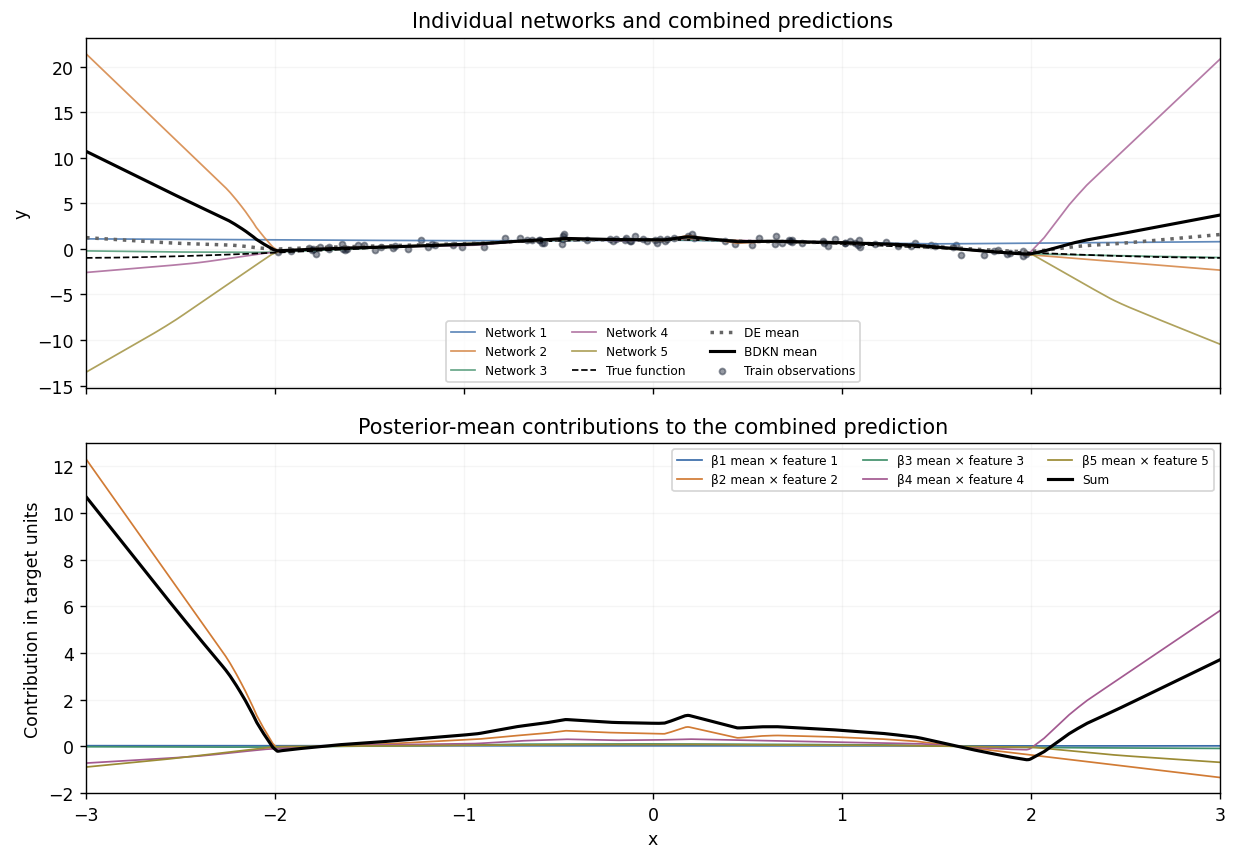 Individual networks and combined predictions
20
15
10
5
0
−5
−10
−15
y
Network 1
Network 2
Network 3
Network 4
Network 5
True function
DE mean
BDKN mean
Train observations
Posterior-mean contributions to the combined prediction
12
10
8
6
4
2
0
−2
Contribution in target units
β1 mean × feature 1
β2 mean × feature 2
β3 mean × feature 3
β4 mean × feature 4
β5 mean × feature 5
Sum
−3
−2
−1
0
1
2
3
x